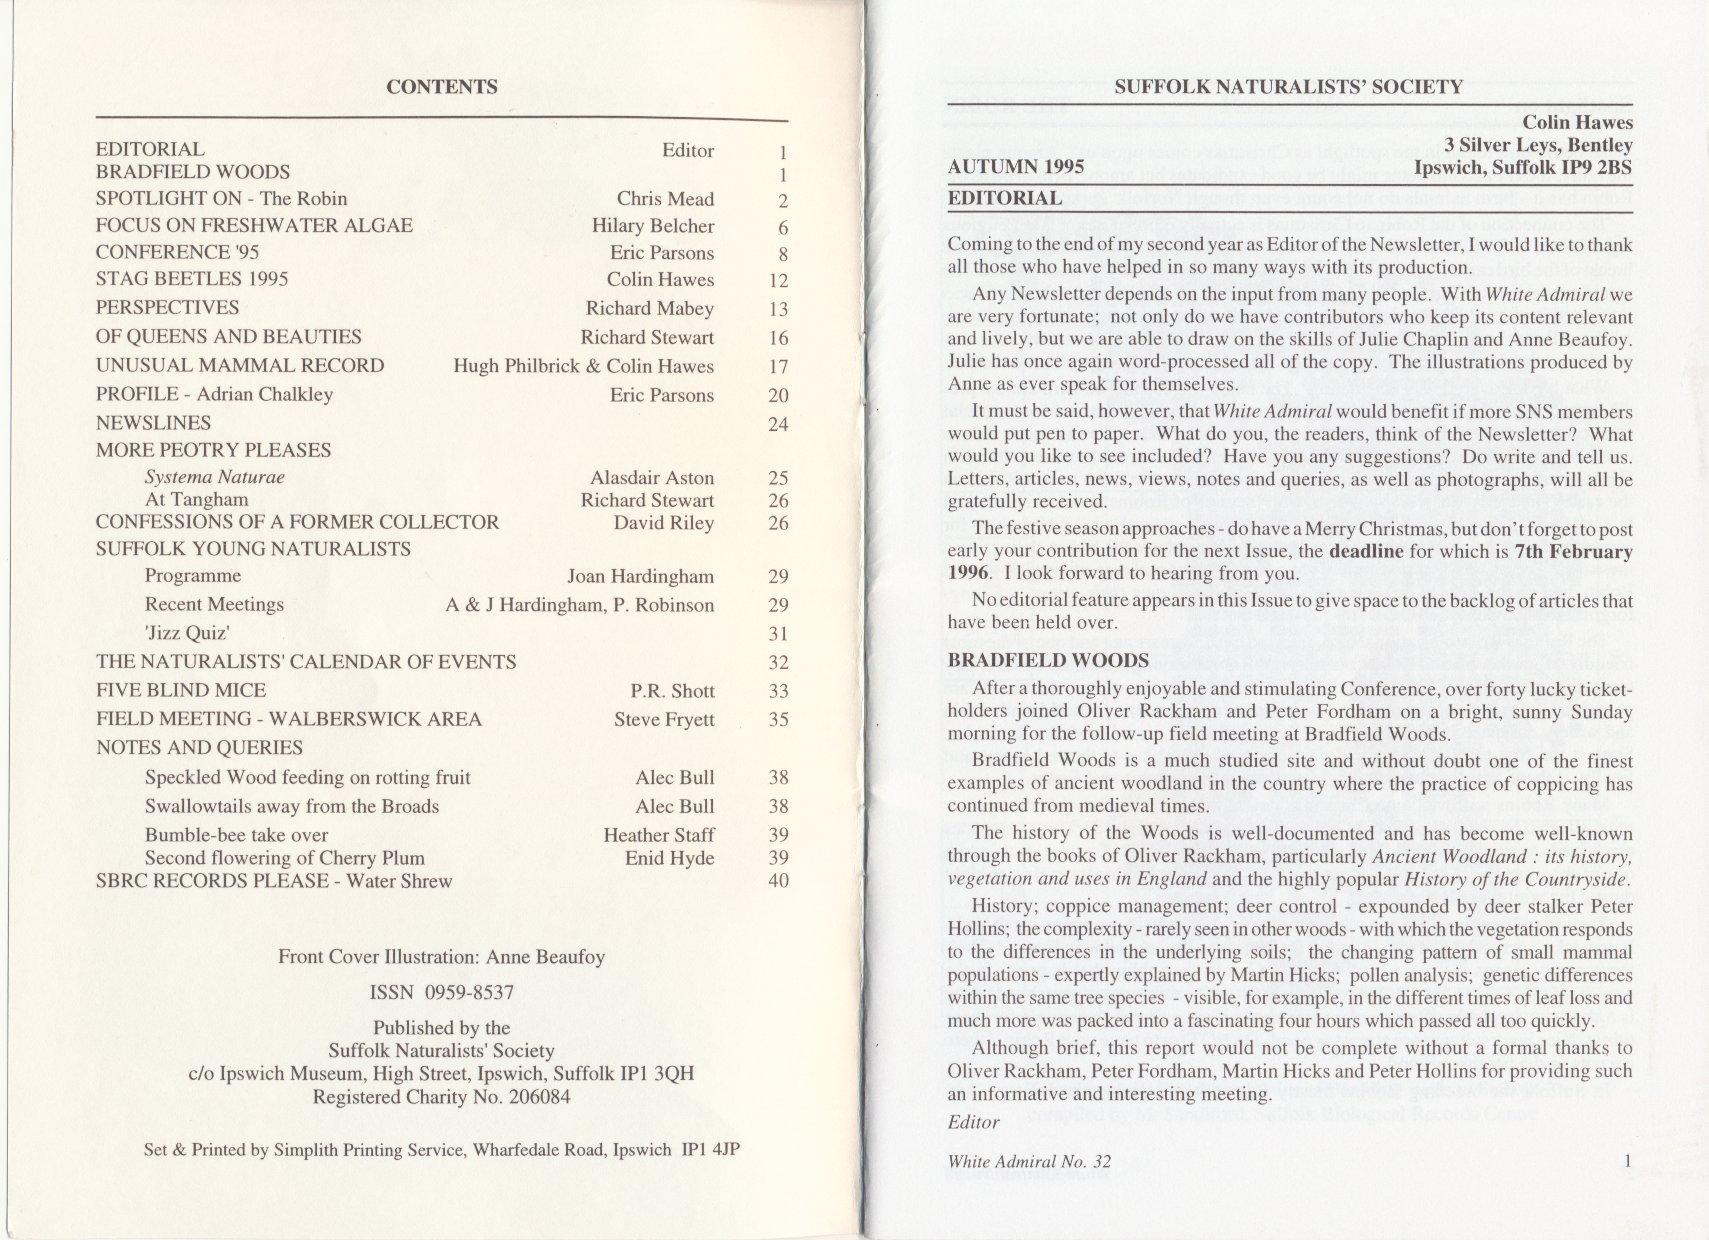 CONTENTS
EDITORIAL Editor 1
BRADFIELD WOODS 1
SPOTLIGHT ON - The Robin Chris Mead 2
FOCUS ON FRESHWATER ALGAE Hilary Belcher 6
CONFERENCE '95 Eric Parsons 8
STAG BEETLES 1995 Colin Hawes 12
PERSPECTIVES Richard Mabey 13
OF QUEENS AND BEAUTIES Richard Stewart 16
UNUSUAL MAMMAL RECORD Hugh Philbrick & Colin Hawes 17
PROFILE - Adrian Chalkley Eric Parsons 20
NEWSLINES 24
MORE PEOTRY PLEASES
Systema Naturae Alasdair Aston 25
At Tangham Richard Stewart 26
CONFESSIONS OF A FORMER COLLECTOR David Riley 26
SUFFOLK YOUNG NATURALISTS
Programme Joan Hardingham 29
Recent Meetings A & J Hardingham, P. Robinson 29
'Jizz Quiz' 31
THE NATURALISTS' CALENDAR OF EVENTS 32
FIVE BLIND MICE P.R. Shott 33
FIELD MEETING - WALBERSWICK AREA Steve Fryett 35
NOTES AND QUERIES
Speckled Wood feeding on rotting fruit Alec Bull 38
Swallowtails away from the Broads Alec Bull 38
Bumble-bee take over Heather Staff 39
Second flowering of Cherry Plum Enid Hyde 39
SBRC RECORDS PLEASE - Water Shrew 40
Front Cover Illustration: Anne Beaufoy
ISSN 0959-8537
Published by the
Suffolk Naturalists' Society
c/o Ipswich Museum, High Street, Ipswich, Suffolk IP1 3QH
Registered Charity No. 206084
Set & Printed by Simplith Printing Service, Wharfedale Road, Ipswich IP1 4JP
SUFFOLK NATURALISTS' SOCIETY
Colin Hawes
3 Silver Leys, Bentley
AUTUMN 1995 Ipswich, Suffolk IP9 2BS
EDITORIAL
Coming to the end of my second year as Editor of the Newsletter, I would like to thank
all those who have helped in so many ways with its production.
Any Newsletter depends on the input from many people. With White Admiral we
are very fortunate; not only do we have contributors who keep its content relevant
and lively, but we are able to draw on the skills of Julie Chaplin and Anne Beaufoy.
Julie has once again word-processed all of the copy. The illustrations produced by
Anne as ever speak for themselves.
It must be said, however, that White Admiral would benefit if more SNS members
would put pen to paper. What do you, the readers, think of the Newsletter? What
would you like to see included? Have you any suggestions? Do write and tell us.
Letters, articles, news, views, notes and queries, as well as photographs, will all be
gratefully received.
The festive season approaches - do have a Merry Christmas, but don't forget to post
early your contribution for the next Issue, the deadline for which is 7th February
1996. I look forward to hearing from you.
No editorial feature appears in this Issue to give space to the backlog of articles that
have been held over.
BRADFIELD WOODS
After a thoroughly enjoyable and stimulating Conference, over forty lucky ticket-
holders joined Oliver Rackham and Peter Fordham on a bright, sunny Sunday
morning for the follow-up field meeting at Bradfield Woods.
Bradfield Woods is a much studied site and without doubt one of the finest
examples of ancient woodland in the country where the practice of coppicing has
continued from medieval times.
The history of the Woods is well-documented and has become well-known
through the books of Oliver Rackham, particularly Ancient Woodland : its history,
vegetation and uses in England and the highly popular History of the Countryside.
History; coppice management; deer control - expounded by deer stalker Peter
Hollins; the complexity - rarely seen in other woods - with which the vegetation responds
to the differences in the underlying soils; the changing pattern of small mammal
populations - expertly explained by Martin Hicks; pollen analysis; genetic differences
within the same tree species - visible, for example, in the different times of leaf loss and
much more was packed into a fascinating four hours which passed all too quickly.
Although brief, this report would not be complete without a formal thanks to
Oliver Rackham, Peter Fordham, Martin Hicks and Peter Hollins for providing such
an informative and interesting meeting.
Editor
White Admiral No. 32 1